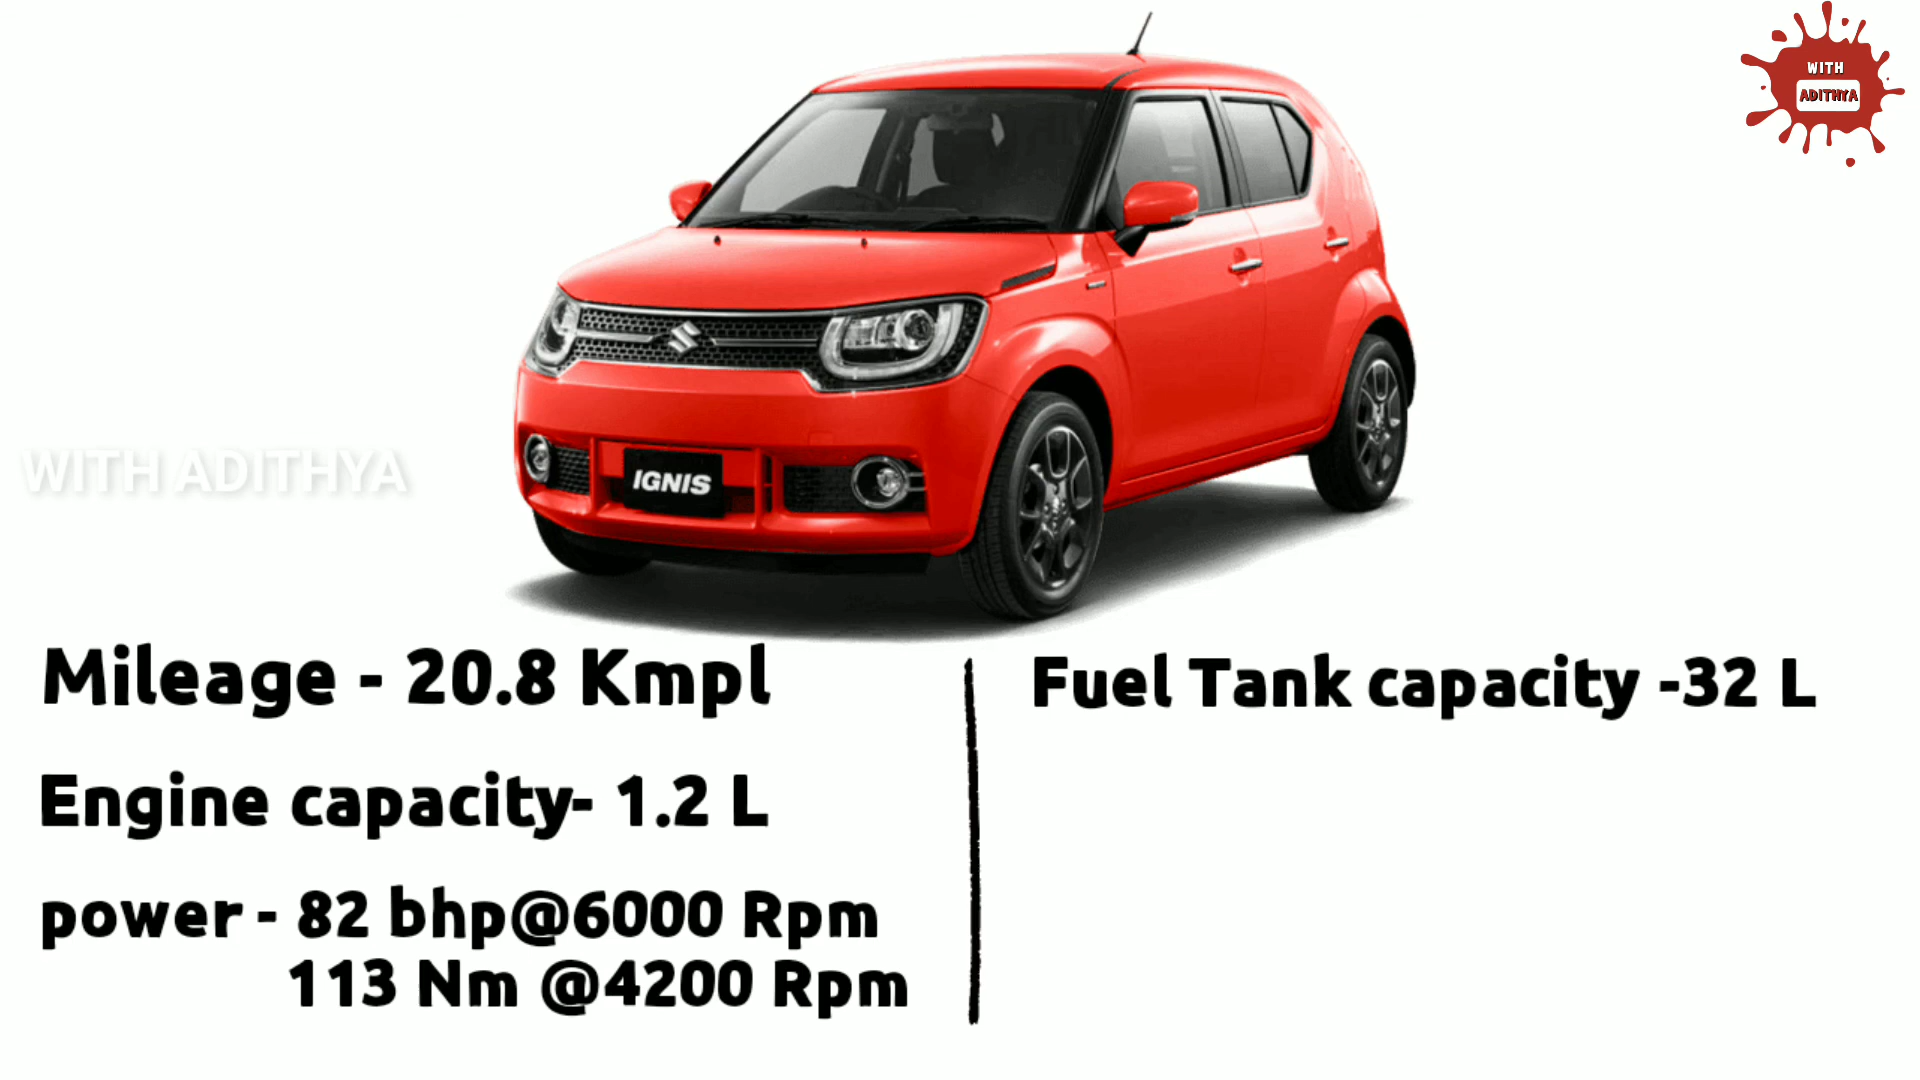 WITH
ADITHYA
WITH ADITHYA
IGNIS
Mileage - 20.8 Kmpl
Engine capacity- 1.2 L
power - 82 bhp@6000 Rpm
113 Nm @4200 Rpm
Fuel Tank capacity -32 L